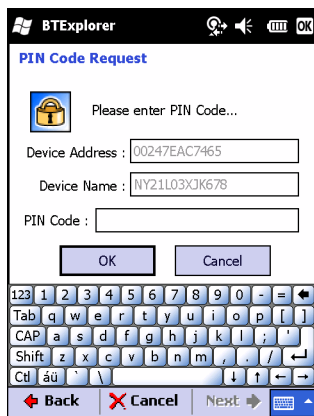 BTExplorer OK
PIN Code Request
Please enter PIN Code...
Device Address : 00247EAC7465
Device Name : NY21L03XJK678
PIN Code :
OK Cancel
123 1 2 3 4 5 6 7 8 9 0 - =
Tab q w e r t y u i o p [ ]
CAP a s d f g h j k l ; '
Shift z x c v b n m , . /
Ctl áü ` \
Back Cancel Next